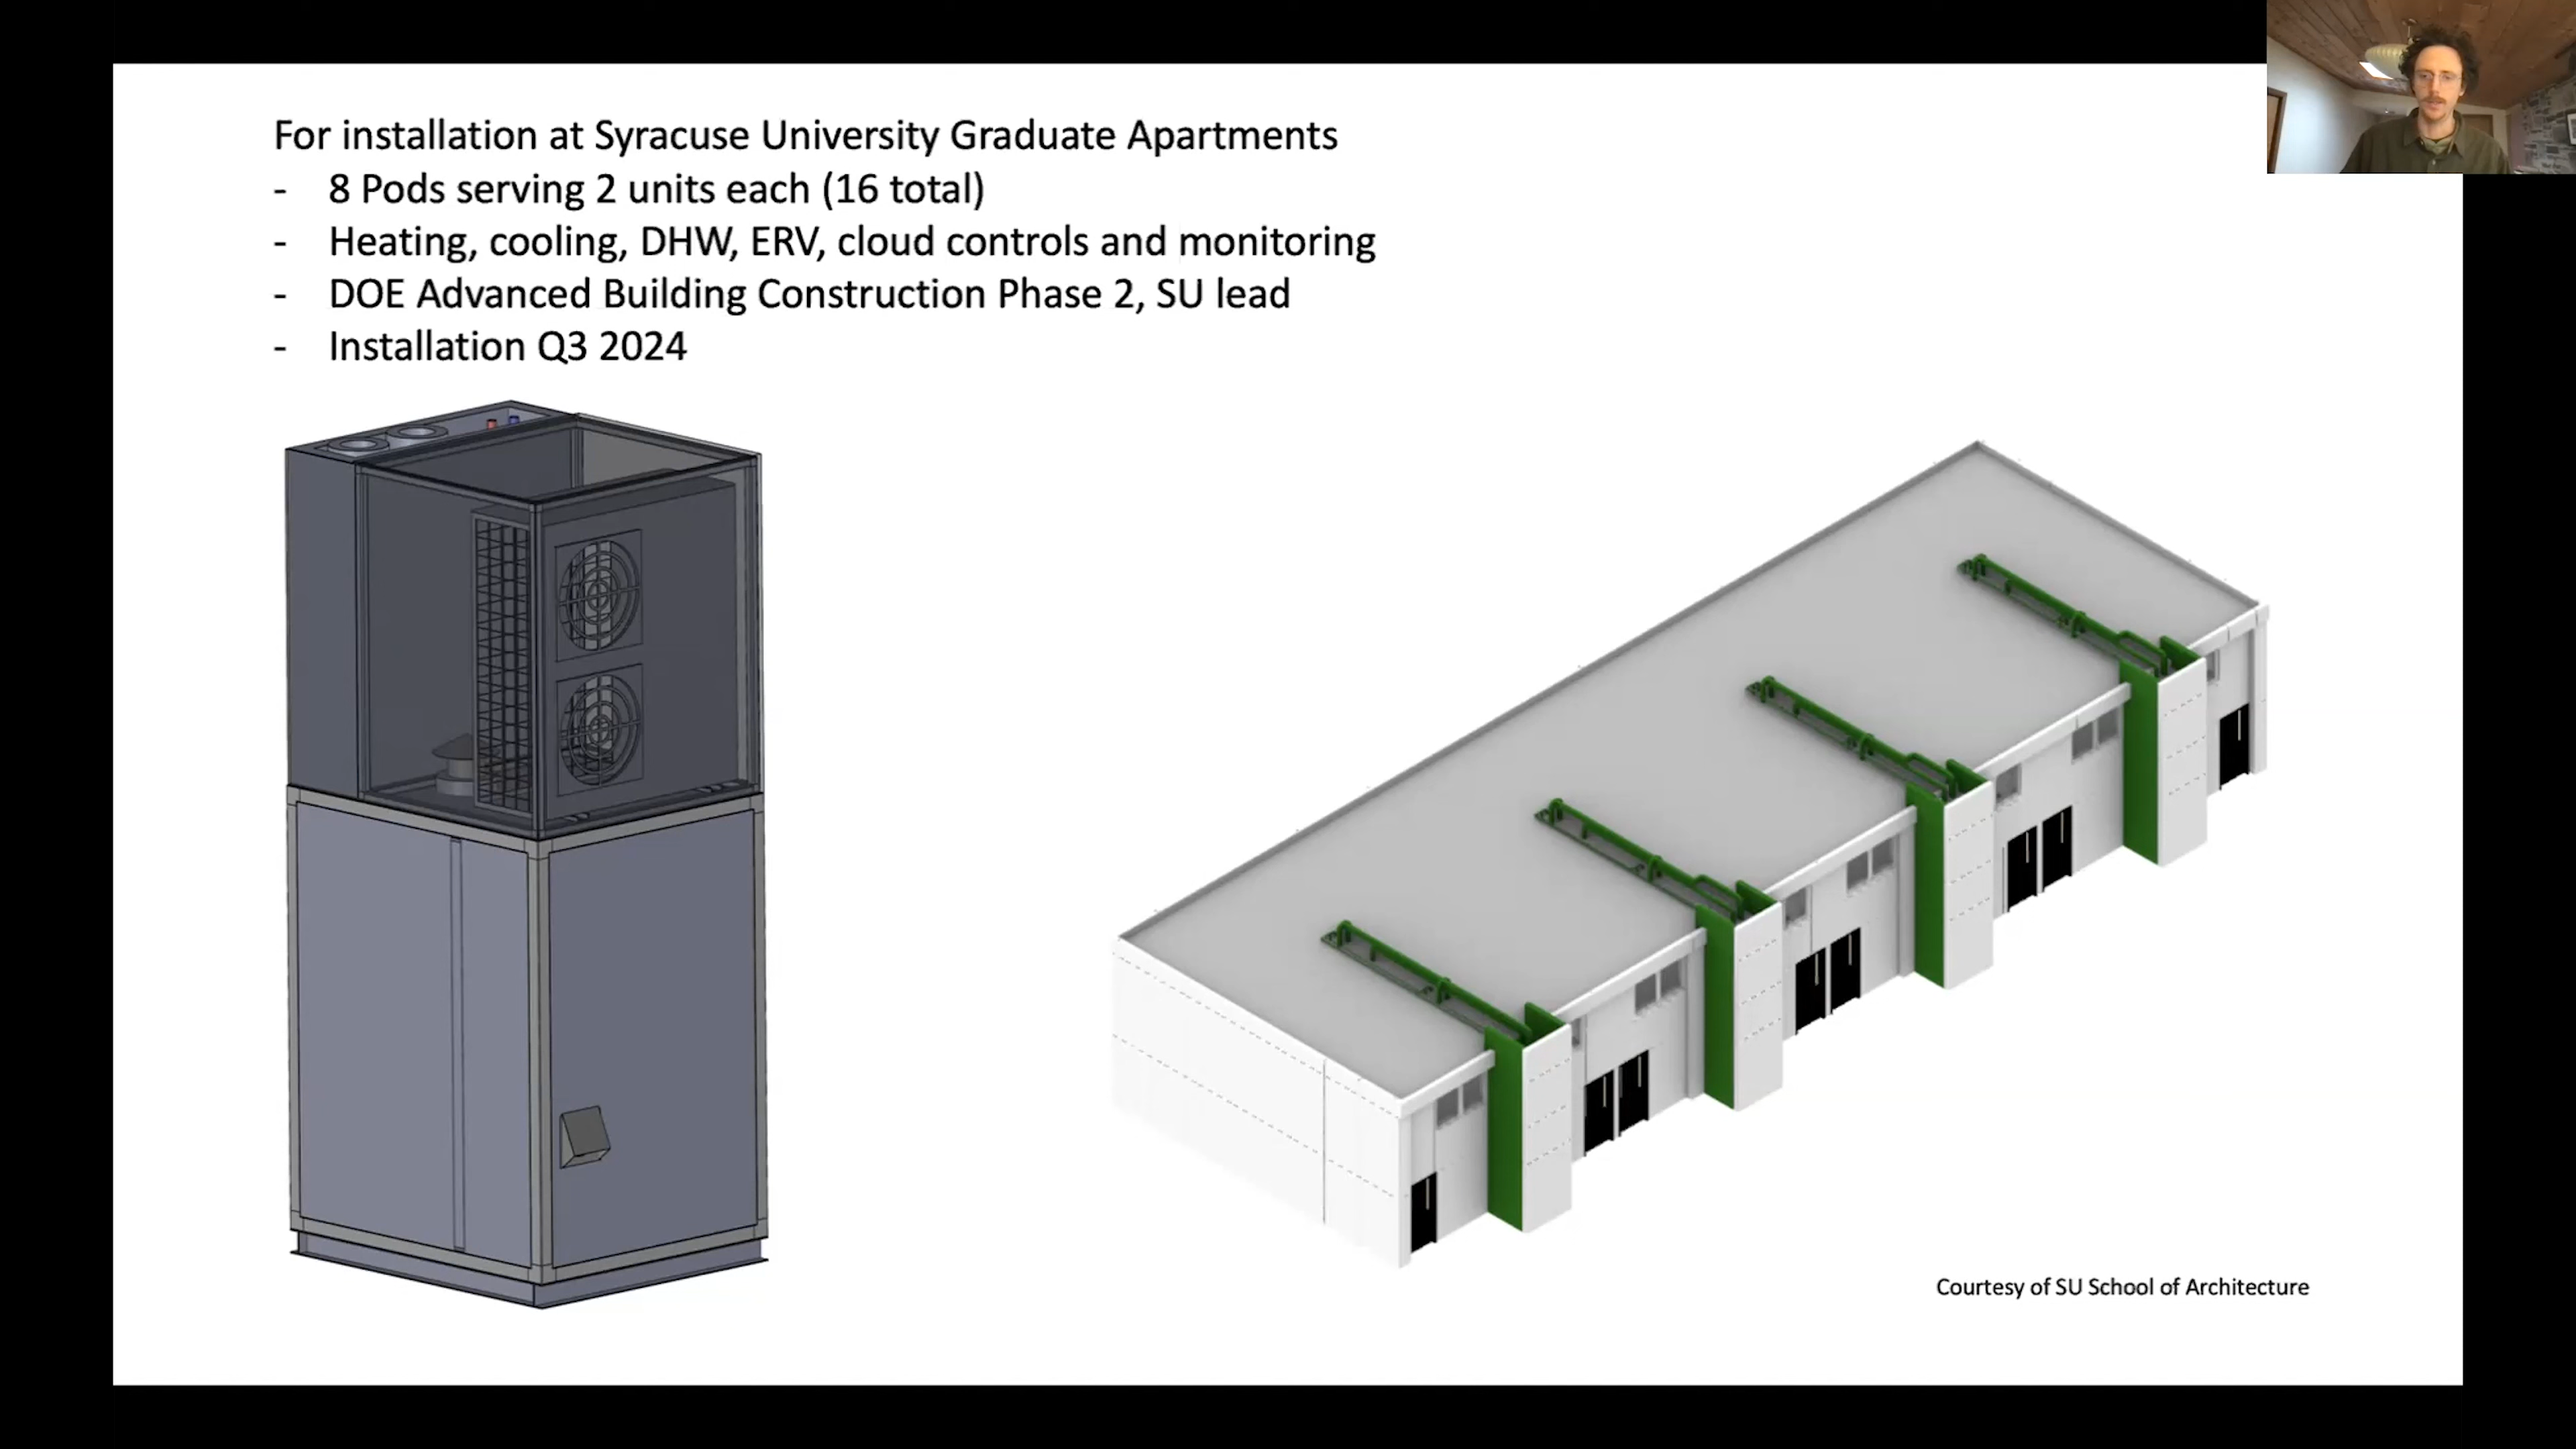 For installation at Syracuse University Graduate Apartments
- 8 Pods serving 2 units each (16 total)
- Heating, cooling, DHW, ERV, cloud controls and monitoring
- DOE Advanced Building Construction Phase 2, SU lead
- Installation Q3 2024
Courtesy of SU School of Architecture